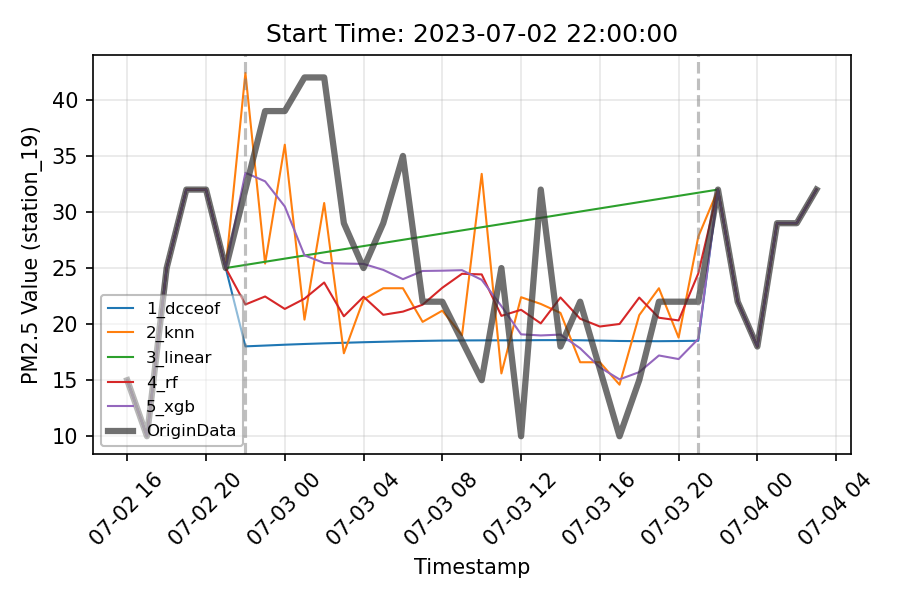 Start Time: 2023-07-02 22:00:00
PM2.5 Value (station_19)
40
35
30
25
20
15
10
1_dcceof
2_knn
3_linear
4_rf
5_xgb
OriginData
07-02 16
07-02 20
07-03 00
07-03 04
07-03 08
07-03 12
07-03 16
07-03 20
07-04 00
07-04 04
Timestamp